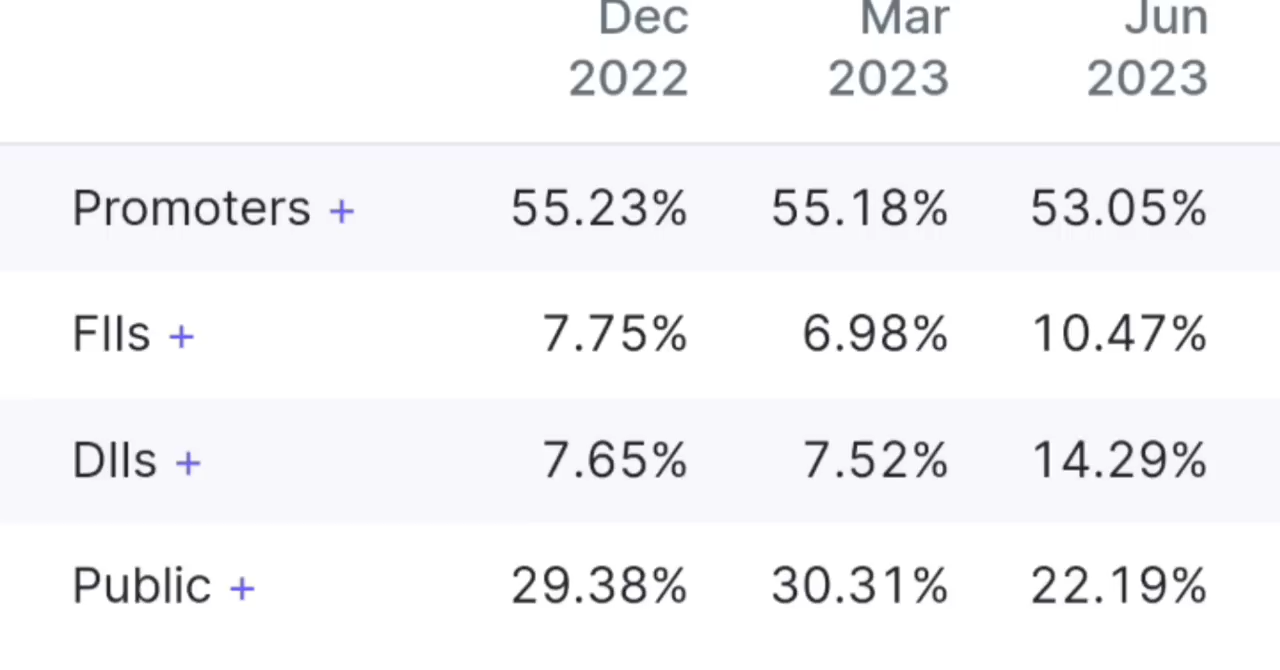 Dec Mar Jun
2022 2023 2023
Promoters + 55.23% 55.18% 53.05%
FIIs + 7.75% 6.98% 10.47%
DIIs + 7.65% 7.52% 14.29%
Public + 29.38% 30.31% 22.19%